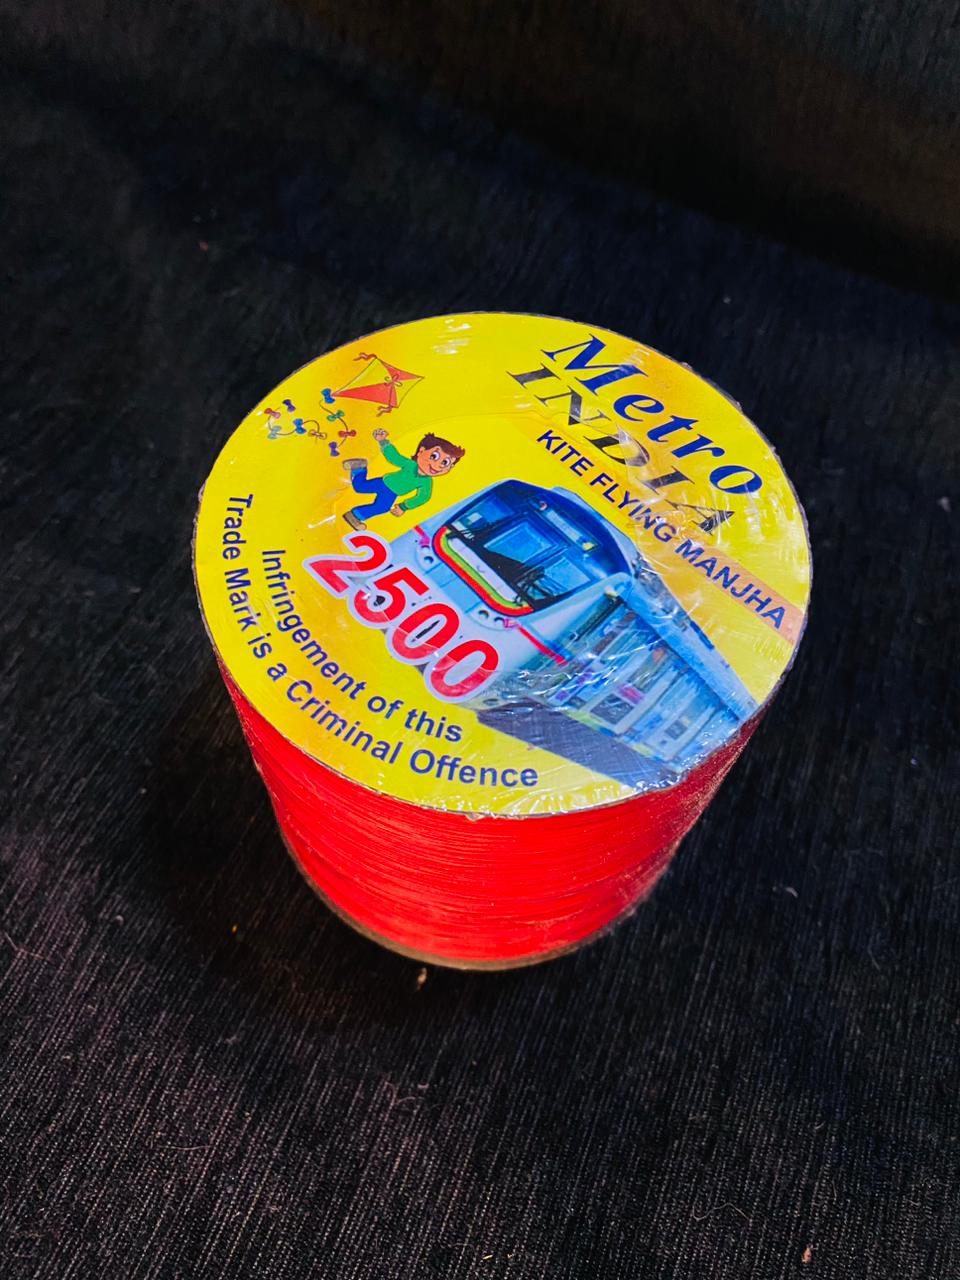 Metro
INDIA
KITE FLYING MANJHA
2500
Infringement of this
Trade Mark is a Criminal Offence